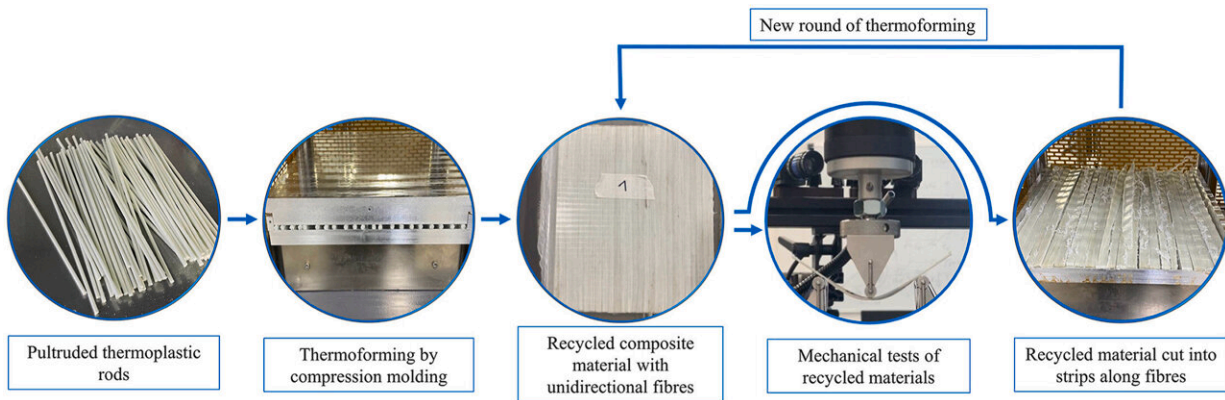 New round of thermoforming
1
Pultruded thermoplastic
rods
Thermoforming by
compression molding
Recycled composite
material with
unidirectional fibres
Mechanical tests of
recycled materials
Recycled material cut into
strips along fibres